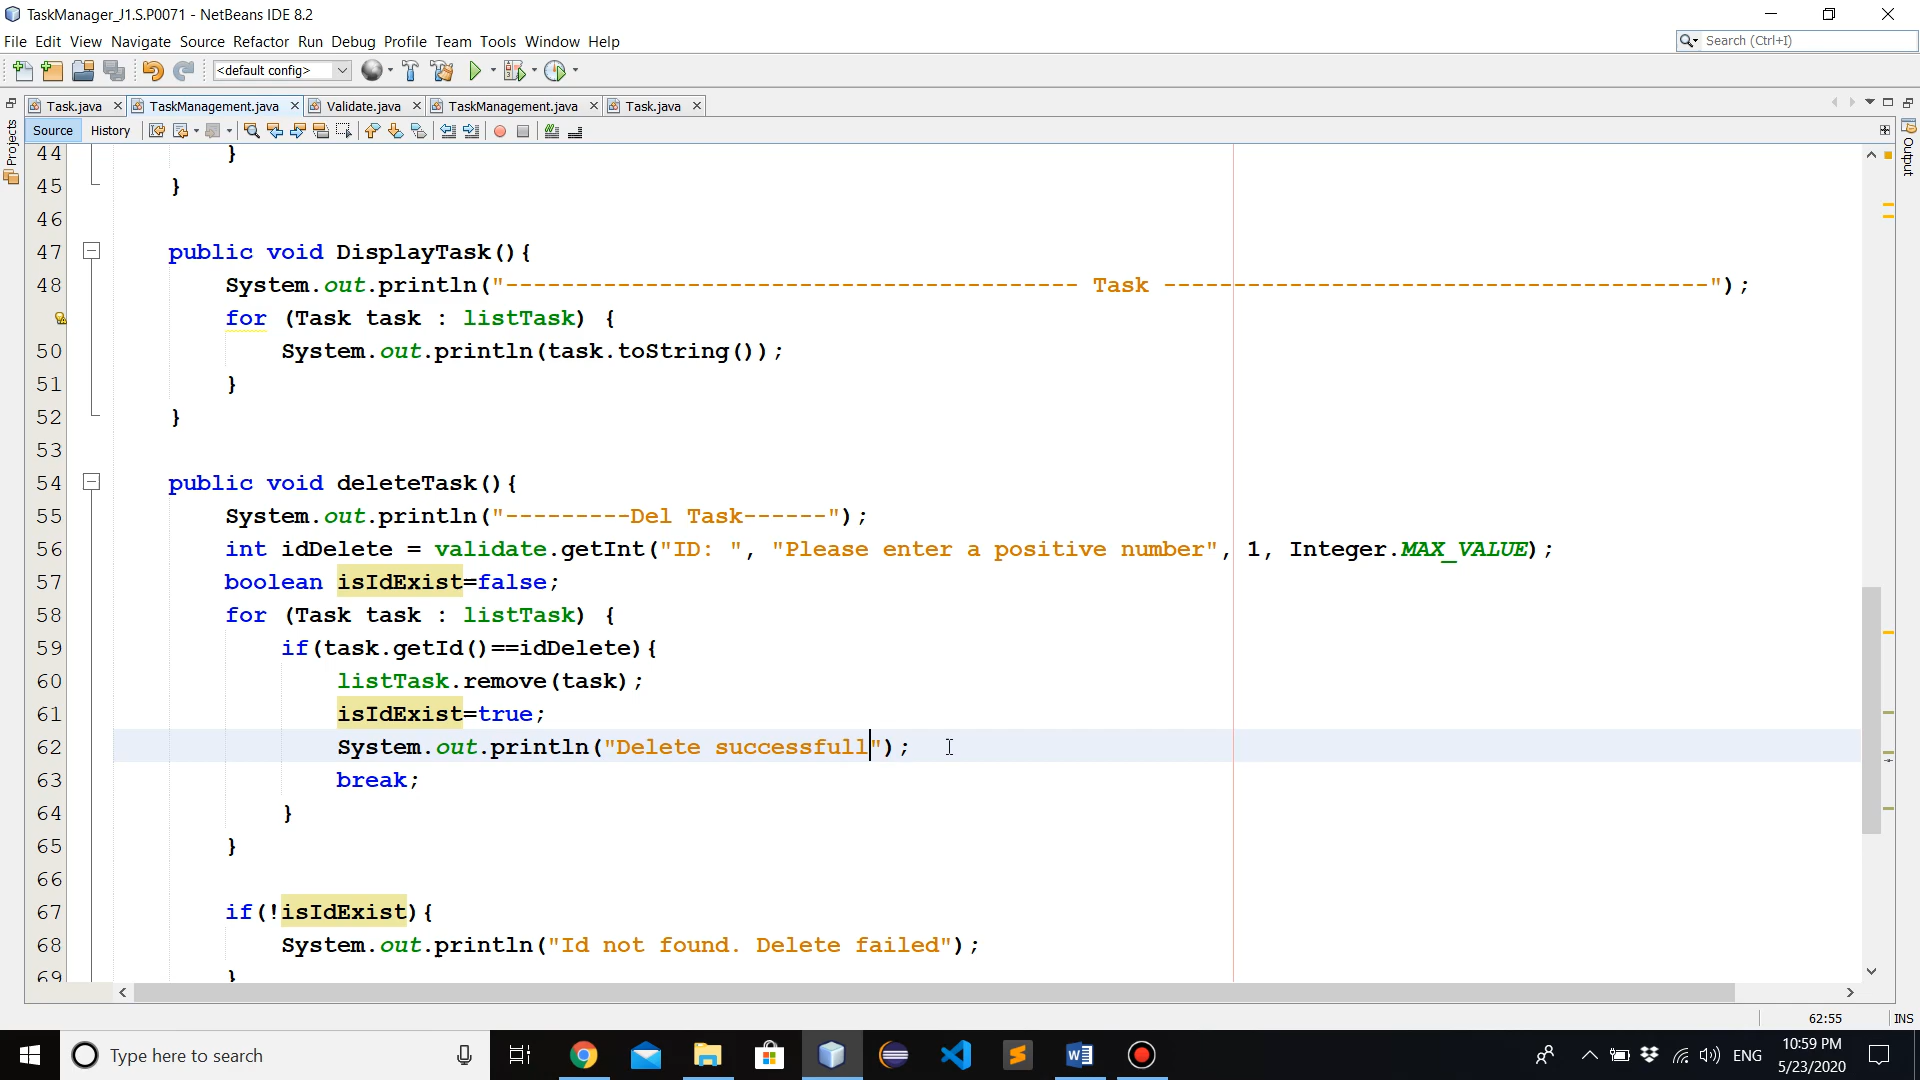 TaskManager_J1.S.P0071 - NetBeans IDE 8.2
File Edit View Navigate Source Refactor Run Debug Profile Team Tools Window Help
Search (Ctrl+I)
<default config>
Task.java TaskManagement.java Validate.java TaskManagement.java Task.java
Source History
Projects
Output
44 }
45 }
46
47 public void DisplayTask(){
48 System.out.println("----------------------------------------- Task ---------------------------------------");
for (Task task : listTask) {
50 System.out.println(task.toString());
51 }
52 }
53
54 public void deleteTask(){
55 System.out.println("---------Del Task------");
56 int idDelete = validate.getInt("ID: ", "Please enter a positive number", 1, Integer.MAX_VALUE);
57 boolean isIdExist=false;
58 for (Task task : listTask) {
59 if(task.getId()==idDelete){
60 listTask.remove(task);
61 isIdExist=true;
62 System.out.println("Delete successfull");
63 break;
64 }
65 }
66
67 if(!isIdExist){
68 System.out.println("Id not found. Delete failed");
69 }
62:55 INS
Type here to search
ENG
10:59 PM
5/23/2020